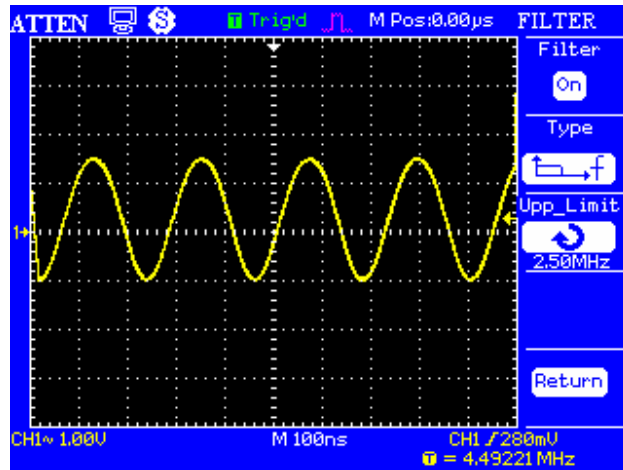 ATTEN S T Trig'd M Pos:0.00μs FILTER
Filter
On
Type
f
Upp_Limit
1
2.50MHz
Return
CH1~ 1.00V M 100ns CH1 280mV
T = 4.49221 MHz